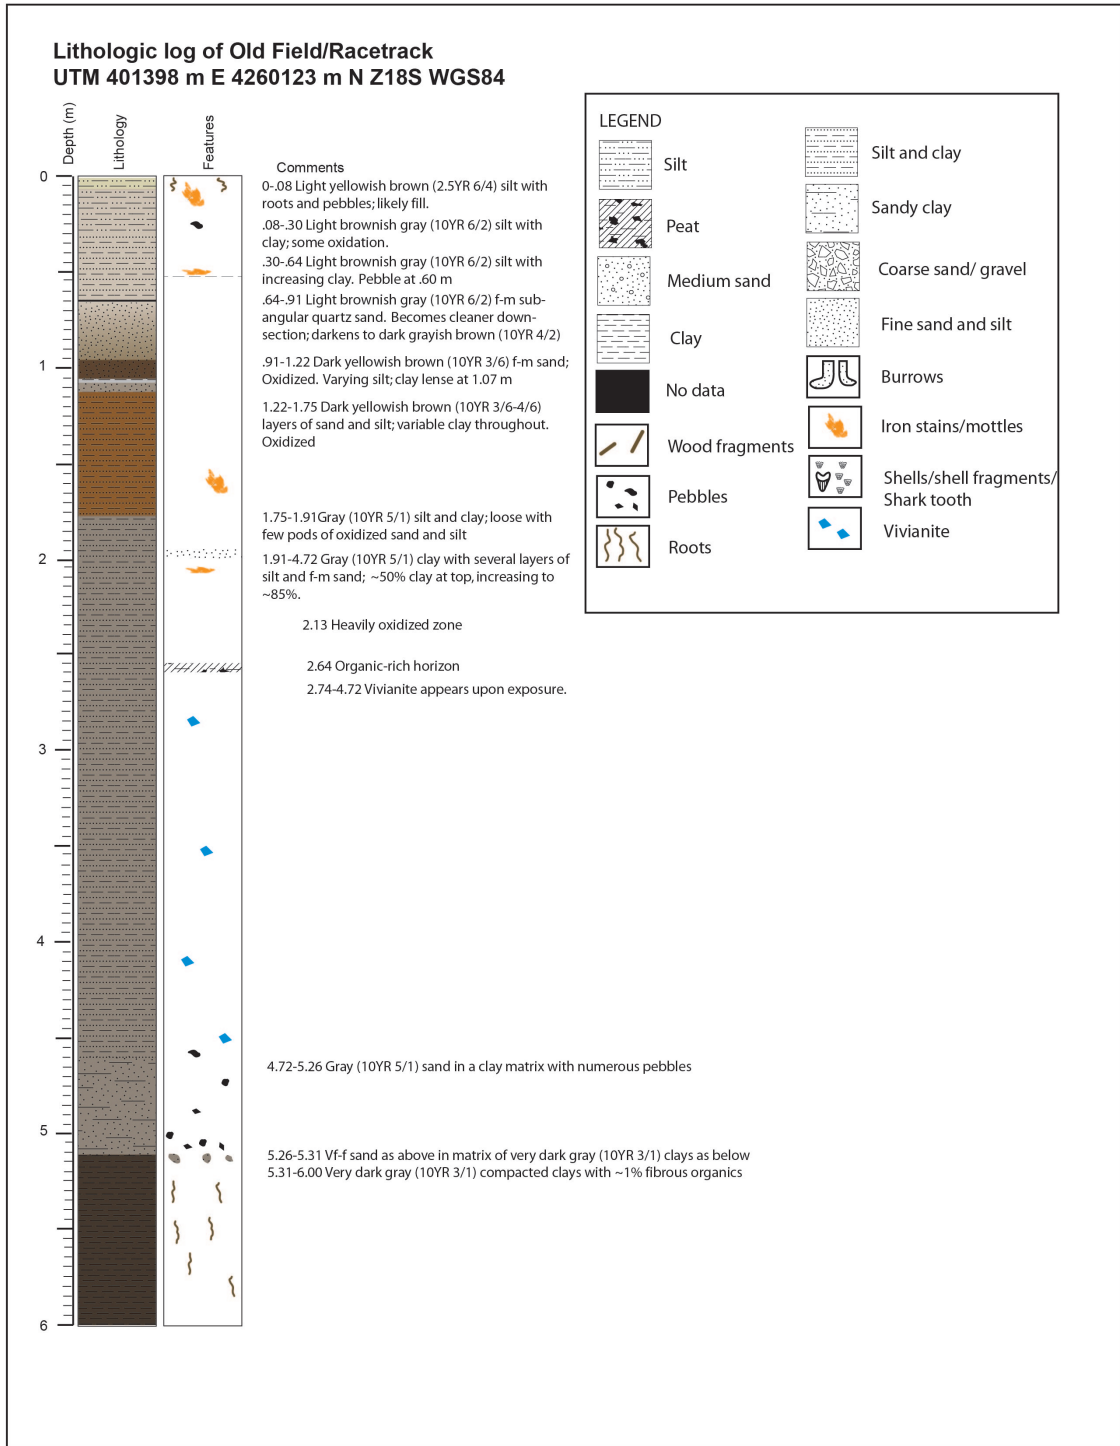 Lithologic log of Old Field/Racetrack
UTM 401398 m E 4260123 m N Z18S WGS84
Depth (m)
Lithology
Features
Comments
0
1
2
3
4
5
6
0-.08 Light yellowish brown (2.5YR 6/4) silt with
roots and pebbles; likely fill.
.08-.30 Light brownish gray (10YR 6/2) silt with
clay; some oxidation.
.30-.64 Light brownish gray (10YR 6/2) silt with
increasing clay. Pebble at .60 m
.64-.91 Light brownish gray (10YR 6/2) f-m sub-
angular quartz sand. Becomes cleaner down-
section; darkens to dark grayish brown (10YR 4/2)
.91-1.22 Dark yellowish brown (10YR 3/6) f-m sand;
Oxidized. Varying silt; clay lense at 1.07 m
1.22-1.75 Dark yellowish brown (10YR 3/6-4/6)
layers of sand and silt; variable clay throughout.
Oxidized
1.75-1.91Gray (10YR 5/1) silt and clay; loose with
few pods of oxidized sand and silt
1.91-4.72 Gray (10YR 5/1) clay with several layers of
silt and f-m sand; ~50% clay at top, increasing to
~85%.
2.13 Heavily oxidized zone
2.64 Organic-rich horizon
2.74-4.72 Vivianite appears upon exposure.
4.72-5.26 Gray (10YR 5/1) sand in a clay matrix with numerous pebbles
5.26-5.31 Vf-f sand as above in matrix of very dark gray (10YR 3/1) clays as below
5.31-6.00 Very dark gray (10YR 3/1) compacted clays with ~1% fibrous organics
LEGEND
Silt
Peat
Medium sand
Clay
No data
Wood fragments
Pebbles
Roots
Silt and clay
Sandy clay
Coarse sand/ gravel
Fine sand and silt
Burrows
Iron stains/mottles
Shells/shell fragments/
Shark tooth
Vivianite